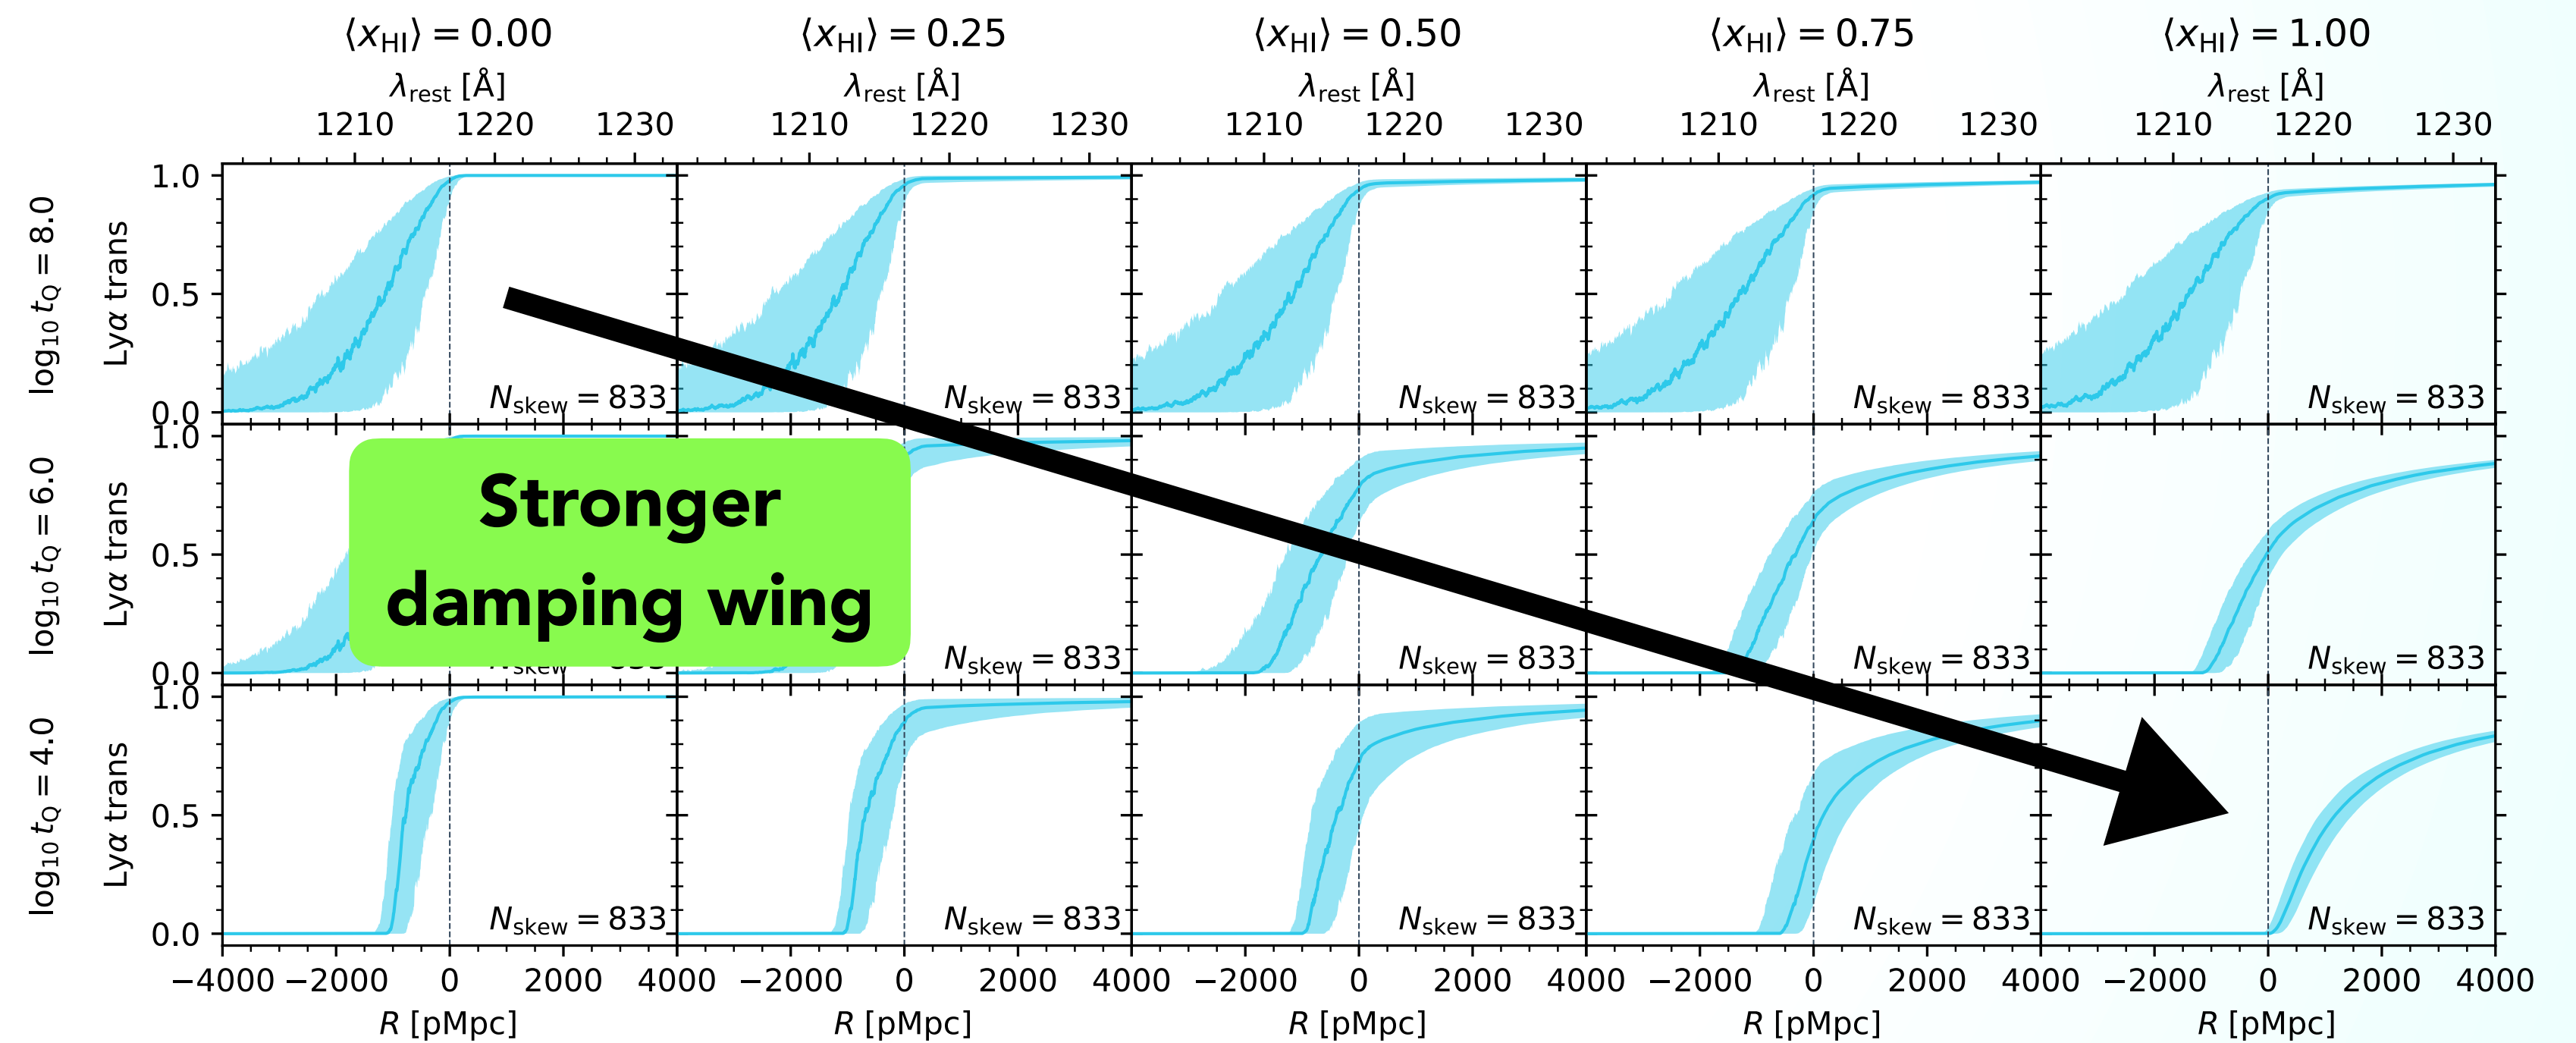 ⟨x_HI⟩ = 0.00 ⟨x_HI⟩ = 0.25 ⟨x_HI⟩ = 0.50 ⟨x_HI⟩ = 0.75 ⟨x_HI⟩ = 1.00
λ_rest [Å] λ_rest [Å] λ_rest [Å] λ_rest [Å] λ_rest [Å]
1210 1220 1230 1210 1220 1230 1210 1220 1230 1210 1220 1230 1210 1220 1230
log₁₀ t_Q = 8.0
Lyα trans
1.0
0.5
0.0
N_skew = 833 N_skew = 833 N_skew = 833 N_skew = 833 N_skew = 833
log₁₀ t_Q = 6.0
Lyα trans
1.0
0.5
0.0
Stronger
damping wing
N_skew = 833 N_skew = 833 N_skew = 833 N_skew = 833 N_skew = 833
log₁₀ t_Q = 4.0
Lyα trans
1.0
0.5
0.0
N_skew = 833 N_skew = 833 N_skew = 833 N_skew = 833 N_skew = 833
−4000 −2000 0 2000 4000 −2000 0 2000 4000 −2000 0 2000 4000 −2000 0 2000 4000 −2000 0 2000 4000
R [pMpc] R [pMpc] R [pMpc] R [pMpc] R [pMpc]